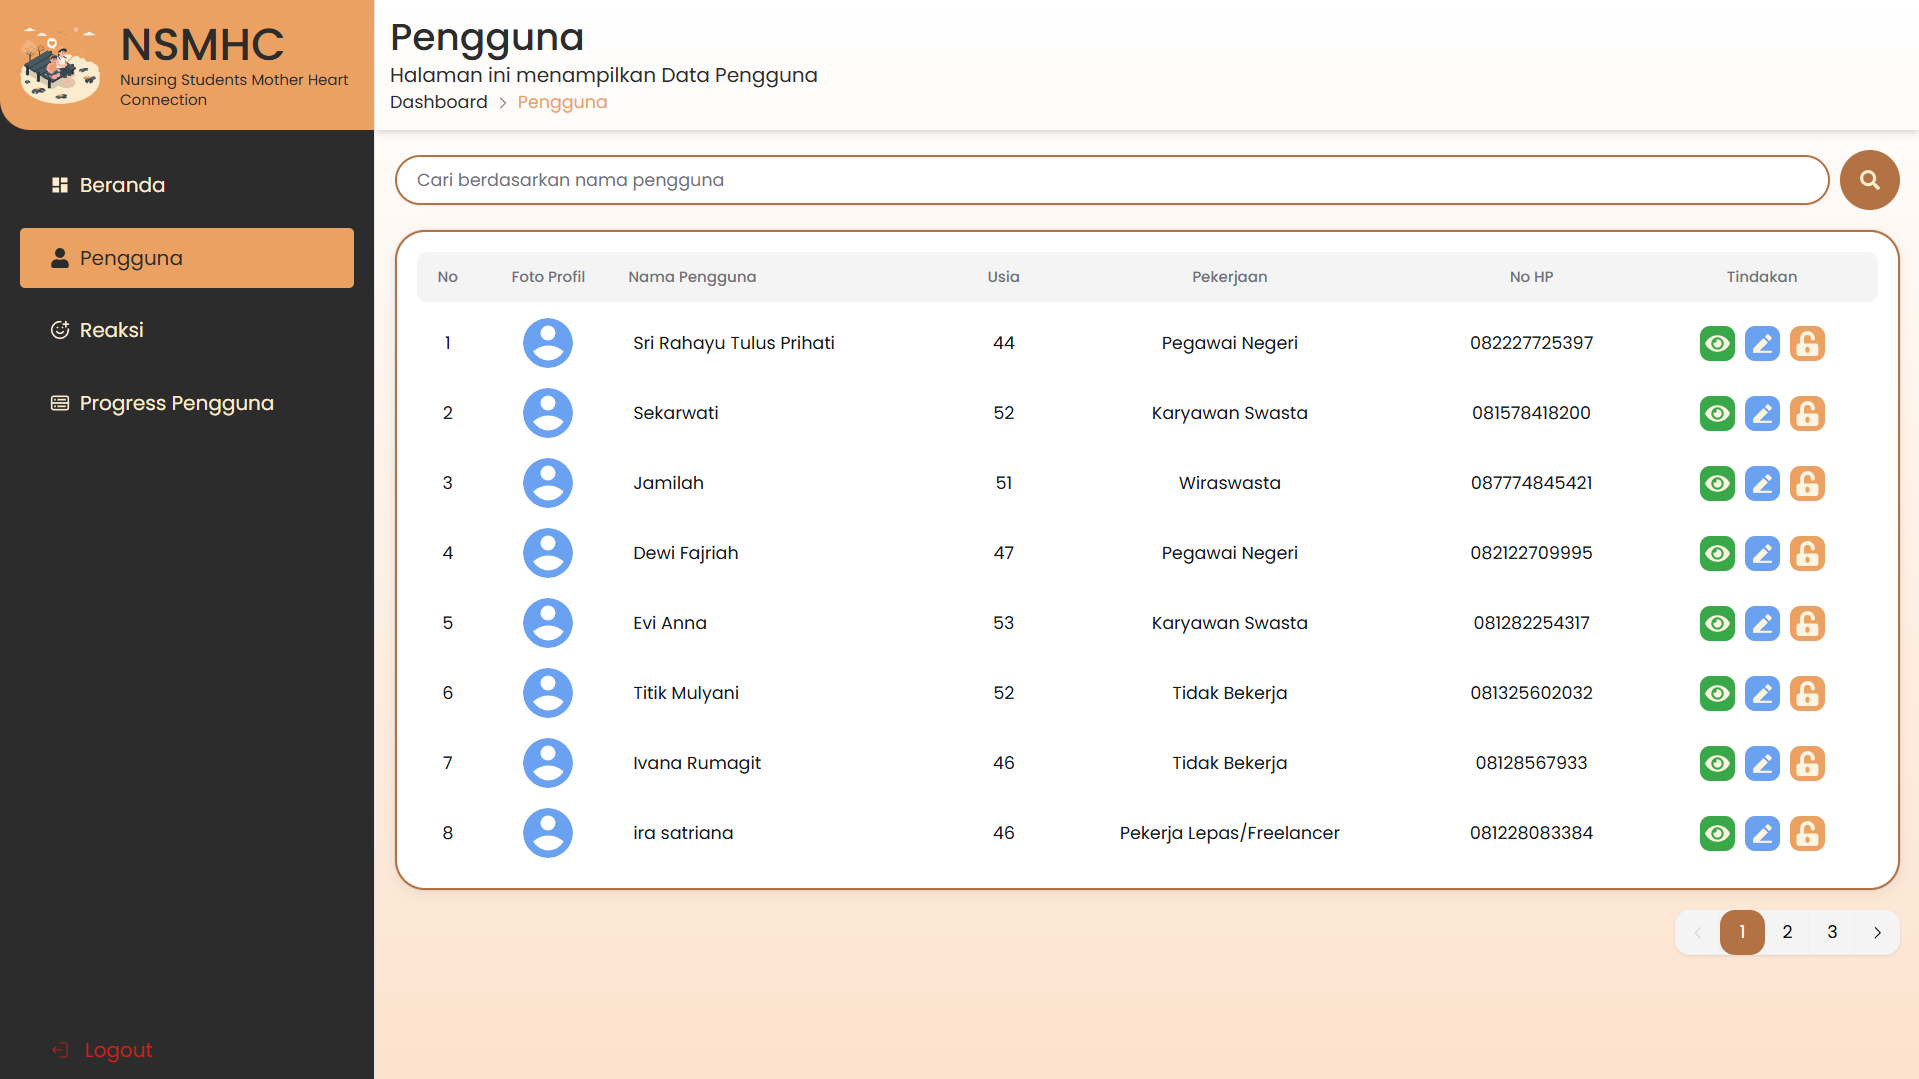 NSMHC
Nursing Students Mother Heart
Connection
Beranda
Pengguna
Reaksi
Progress Pengguna
Logout
Pengguna
Halaman ini menampilkan Data Pengguna
Dashboard > Pengguna
Cari berdasarkan nama pengguna
No Foto Profil Nama Pengguna Usia Pekerjaan No HP Tindakan
1 Sri Rahayu Tulus Prihati 44 Pegawai Negeri 082227725397
2 Sekarwati 52 Karyawan Swasta 081578418200
3 Jamilah 51 Wiraswasta 087774845421
4 Dewi Fajriah 47 Pegawai Negeri 082122709995
5 Evi Anna 53 Karyawan Swasta 081282254317
6 Titik Mulyani 52 Tidak Bekerja 081325602032
7 Ivana Rumagit 46 Tidak Bekerja 08128567933
8 ira satriana 46 Pekerja Lepas/Freelancer 081228083384
< 1 2 3 >